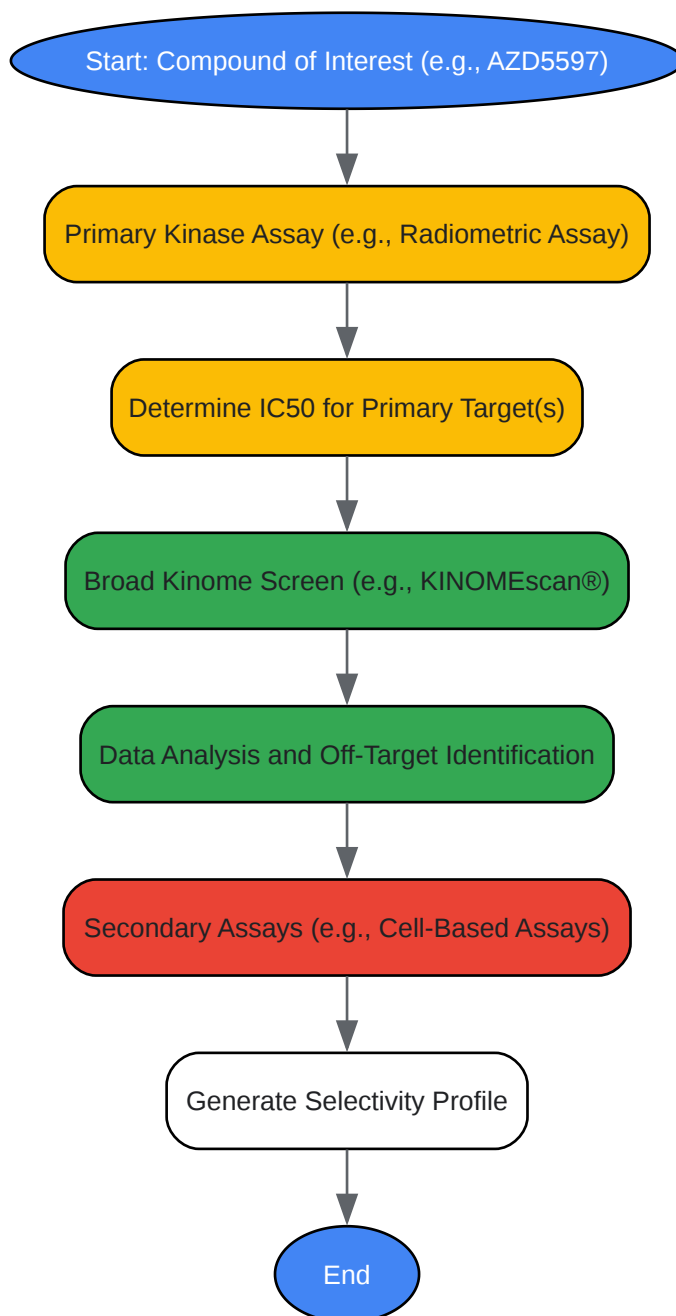 Start: Compound of Interest (e.g., AZD5597)
Primary Kinase Assay (e.g., Radiometric Assay)
Determine IC50 for Primary Target(s)
Broad Kinome Screen (e.g., KINOMEscan®)
Data Analysis and Off-Target Identification
Secondary Assays (e.g., Cell-Based Assays)
Generate Selectivity Profile
End